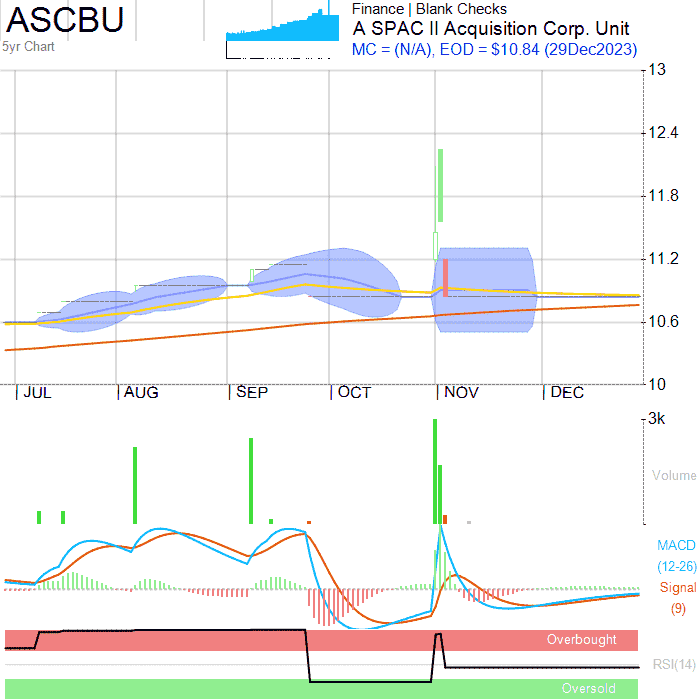 ASCBU
5yr Chart
Finance | Blank Checks
A SPAC II Acquisition Corp. Unit
MC = (N/A), EOD = $10.84 (29Dec2023)
13
12.4
11.8
11.2
10.6
10
JUL AUG SEP OCT NOV DEC
3k
Volume
MACD
(12-26)
Signal
(9)
Overbought
RSI(14)
Oversold